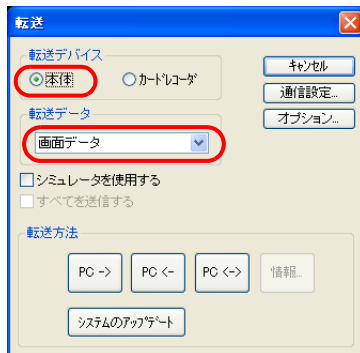 転送
転送デバイス
本体
カードレコーダ
キャンセル
通信設定...
オプション...
転送データ
画面データ
シミュレータを使用する
すべてを送信する
転送方法
PC ->
PC <-
PC <->
情報...
システムのアップデート